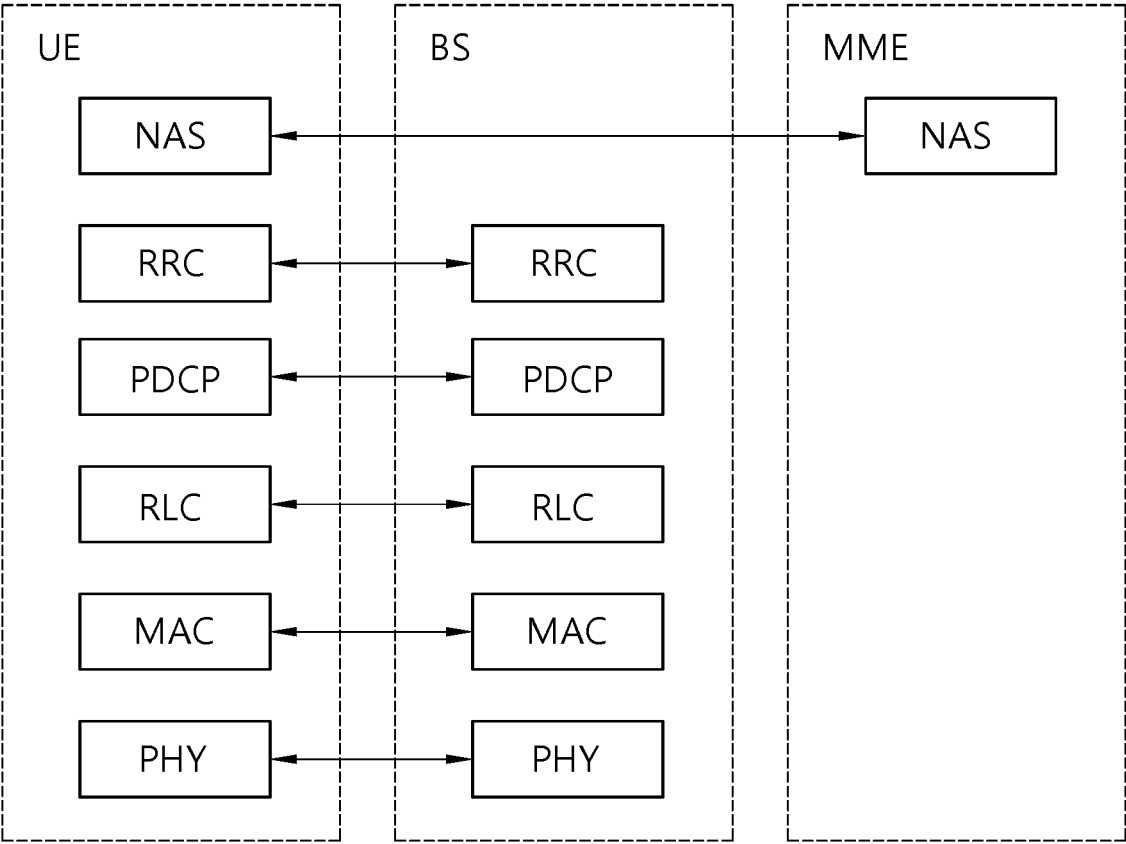 UE
BS
MME
NAS
NAS
RRC
RRC
PDCP
PDCP
RLC
RLC
MAC
MAC
PHY
PHY